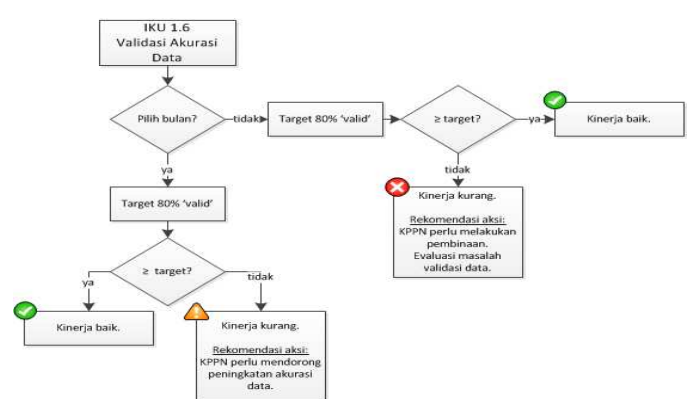 IKU 1.6
Validasi Akurasi
Data
Pilih bulan?
tidak
Target 80% 'valid'
≥ target?
ya
Kinerja baik.
tidak
Kinerja kurang.
Rekomendasi aksi:
KPPN perlu melakukan
pembinaan.
Evaluasi masalah
validasi data.
ya
Target 80% 'valid'
≥ target?
ya
Kinerja baik.
tidak
Kinerja kurang.
Rekomendasi aksi:
KPPN perlu mendorong
peningkatan akurasi
data.